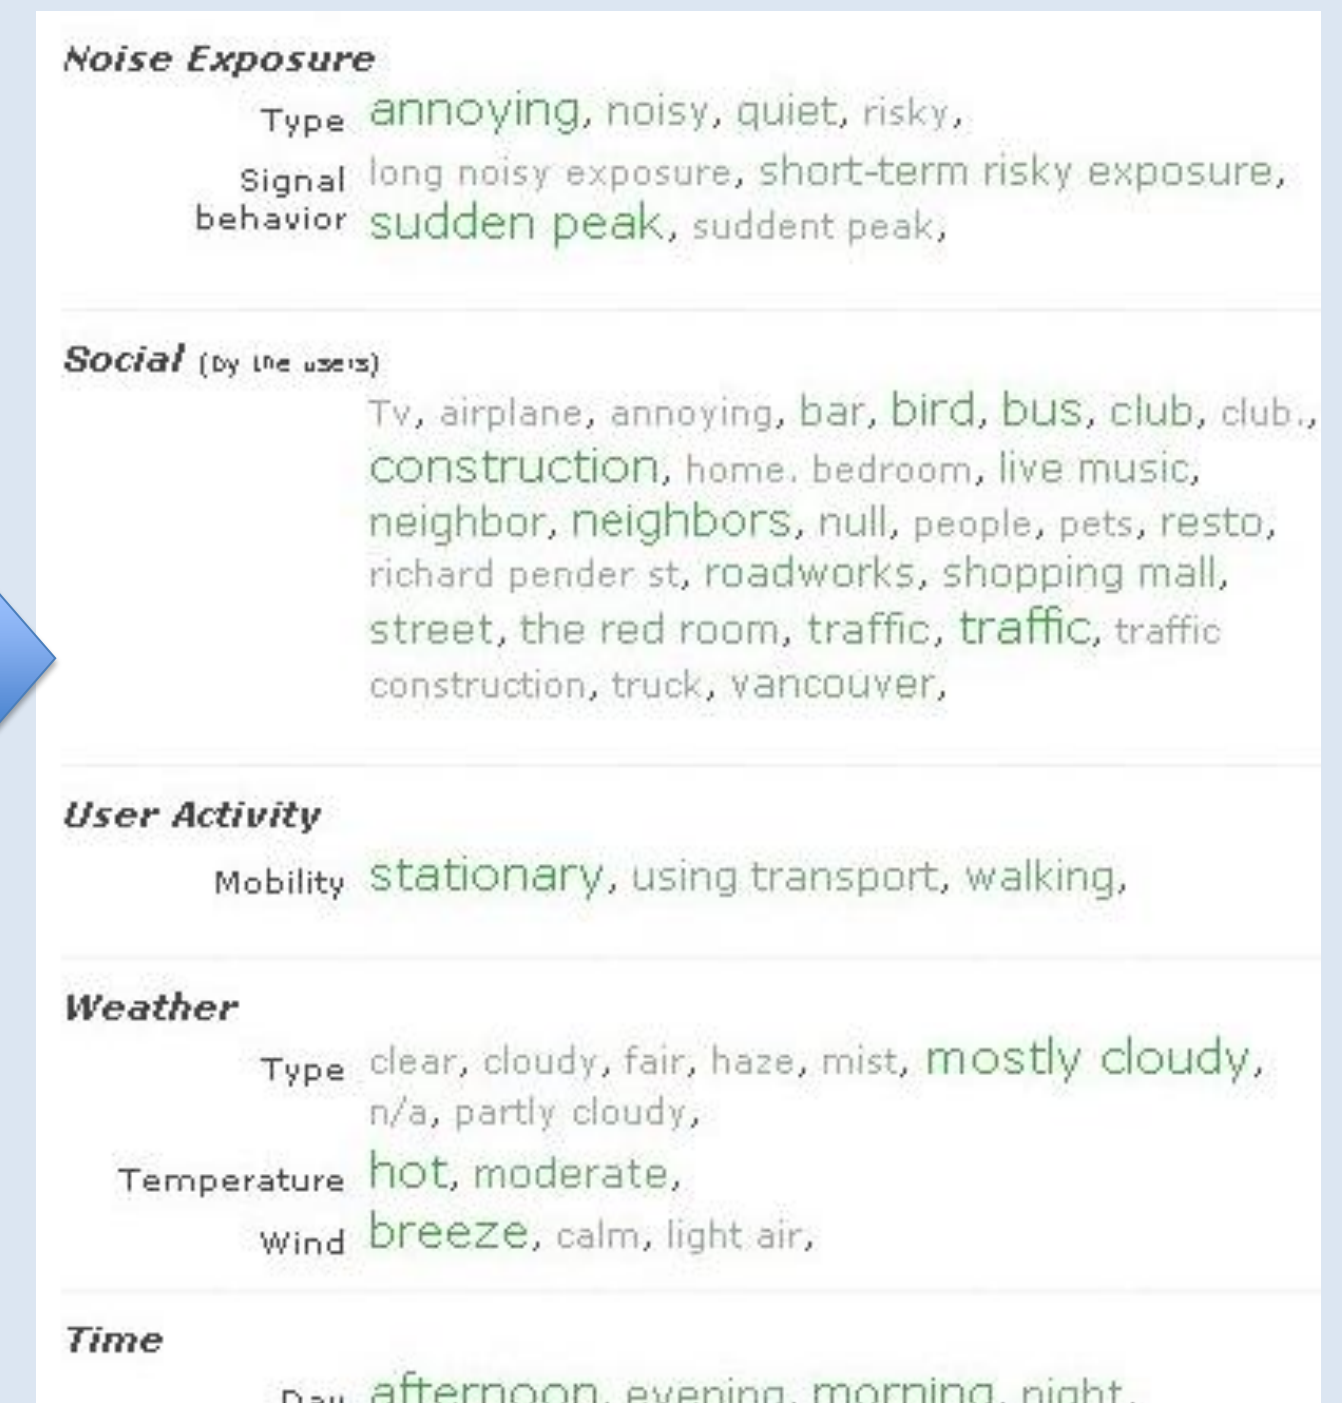 Noise Exposure
Type annoying, noisy, quiet, risky,
Signal behavior long noisy exposure, short-term risky exposure,
sudden peak, suddent peak,
Social (by the users)
Tv, airplane, annoying, bar, bird, bus, club, club.,
construction, home. bedroom, live music,
neighbor, neighbors, null, people, pets, resto,
richard pender st, roadworks, shopping mall,
street, the red room, traffic, traffic, traffic
construction, truck, vancouver,
User Activity
Mobility stationary, using transport, walking,
Weather
Type clear, cloudy, fair, haze, mist, mostly cloudy,
n/a, partly cloudy,
Temperature hot, moderate,
Wind breeze, calm, light air,
Time
Day afternoon, evening, morning, night,